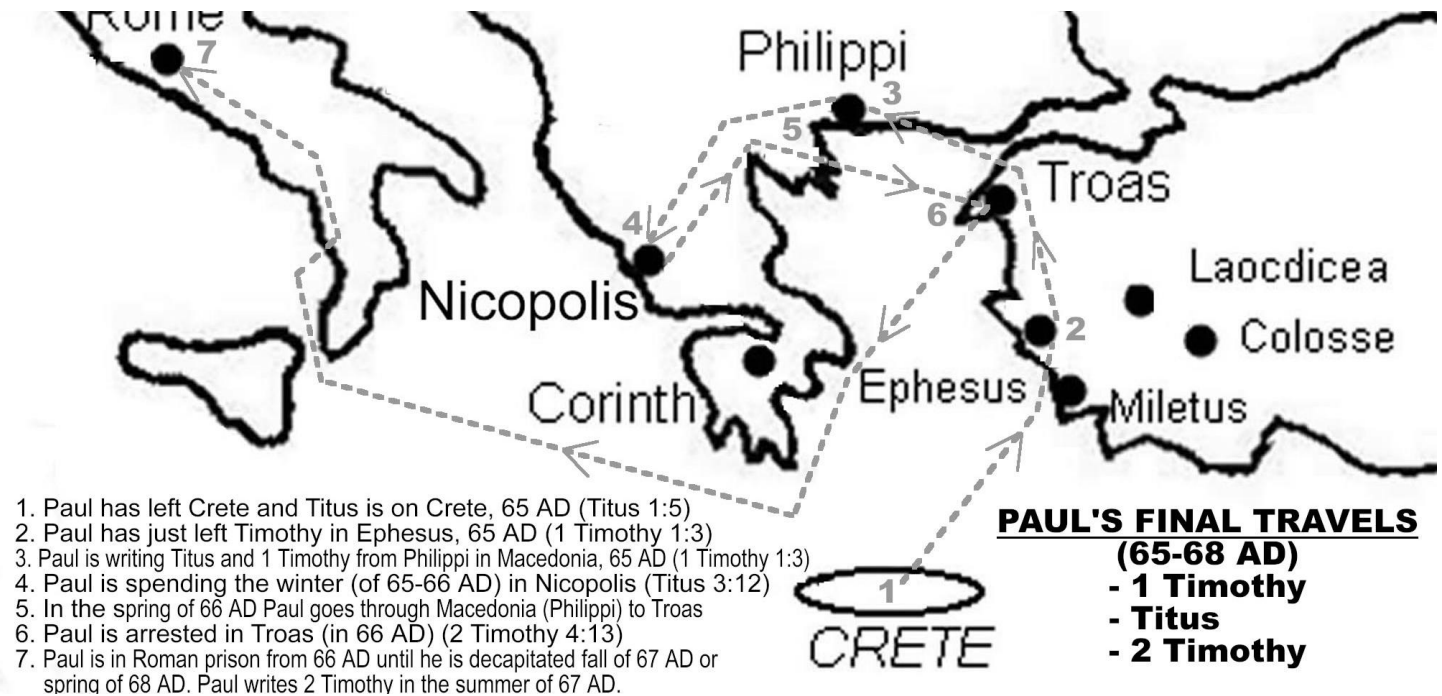 Rome
7
Philippi
3
5
Troas
6
4
Nicopolis
Laocdicea
2
Colosse
Ephesus
Corinth
Miletus
1. Paul has left Crete and Titus is on Crete, 65 AD (Titus 1:5)
2. Paul has just left Timothy in Ephesus, 65 AD (1 Timothy 1:3)
3. Paul is writing Titus and 1 Timothy from Philippi in Macedonia, 65 AD (1 Timothy 1:3)
4. Paul is spending the winter (of 65-66 AD) in Nicopolis (Titus 3:12)
5. In the spring of 66 AD Paul goes through Macedonia (Philippi) to Troas
6. Paul is arrested in Troas (in 66 AD) (2 Timothy 4:13)
7. Paul is in Roman prison from 66 AD until he is decapitated fall of 67 AD or
spring of 68 AD. Paul writes 2 Timothy in the summer of 67 AD.
1
CRETE
PAUL'S FINAL TRAVELS
(65-68 AD)
- 1 Timothy
- Titus
- 2 Timothy